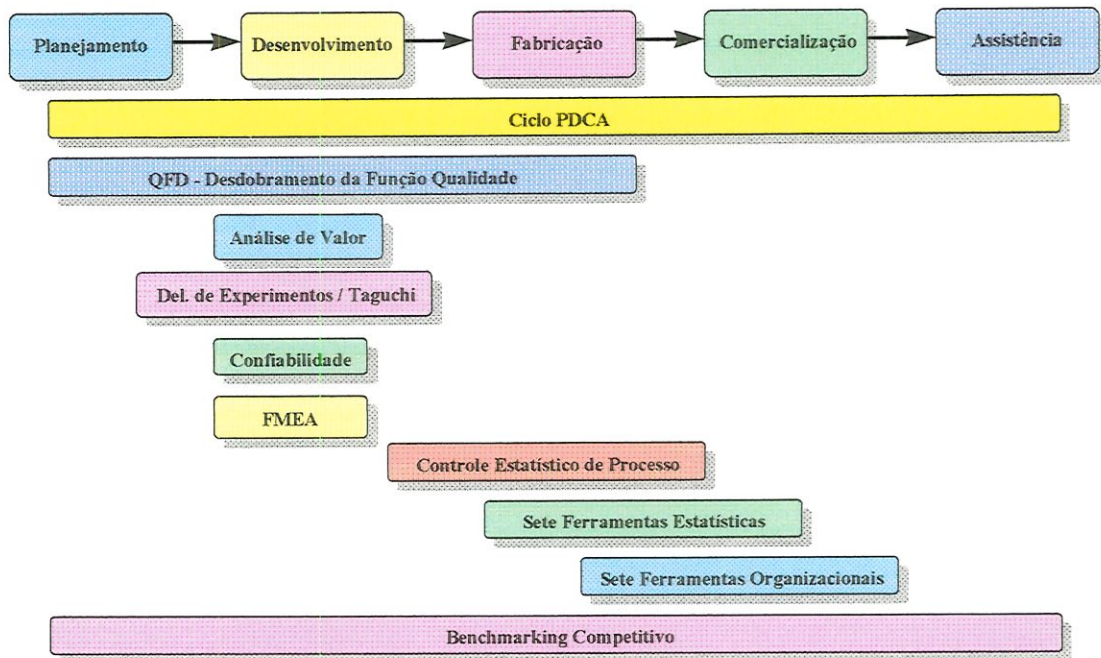 Planejamento
Desenvolvimento
Fabricação
Comercialização
Assistência
Ciclo PDCA
QFD - Desdobramento da Função Qualidade
Análise de Valor
Del. de Experimentos / Taguchi
Confiabilidade
FMEA
Controle Estatístico de Processo
Sete Ferramentas Estatísticas
Sete Ferramentas Organizacionais
Benchmarking Competitivo